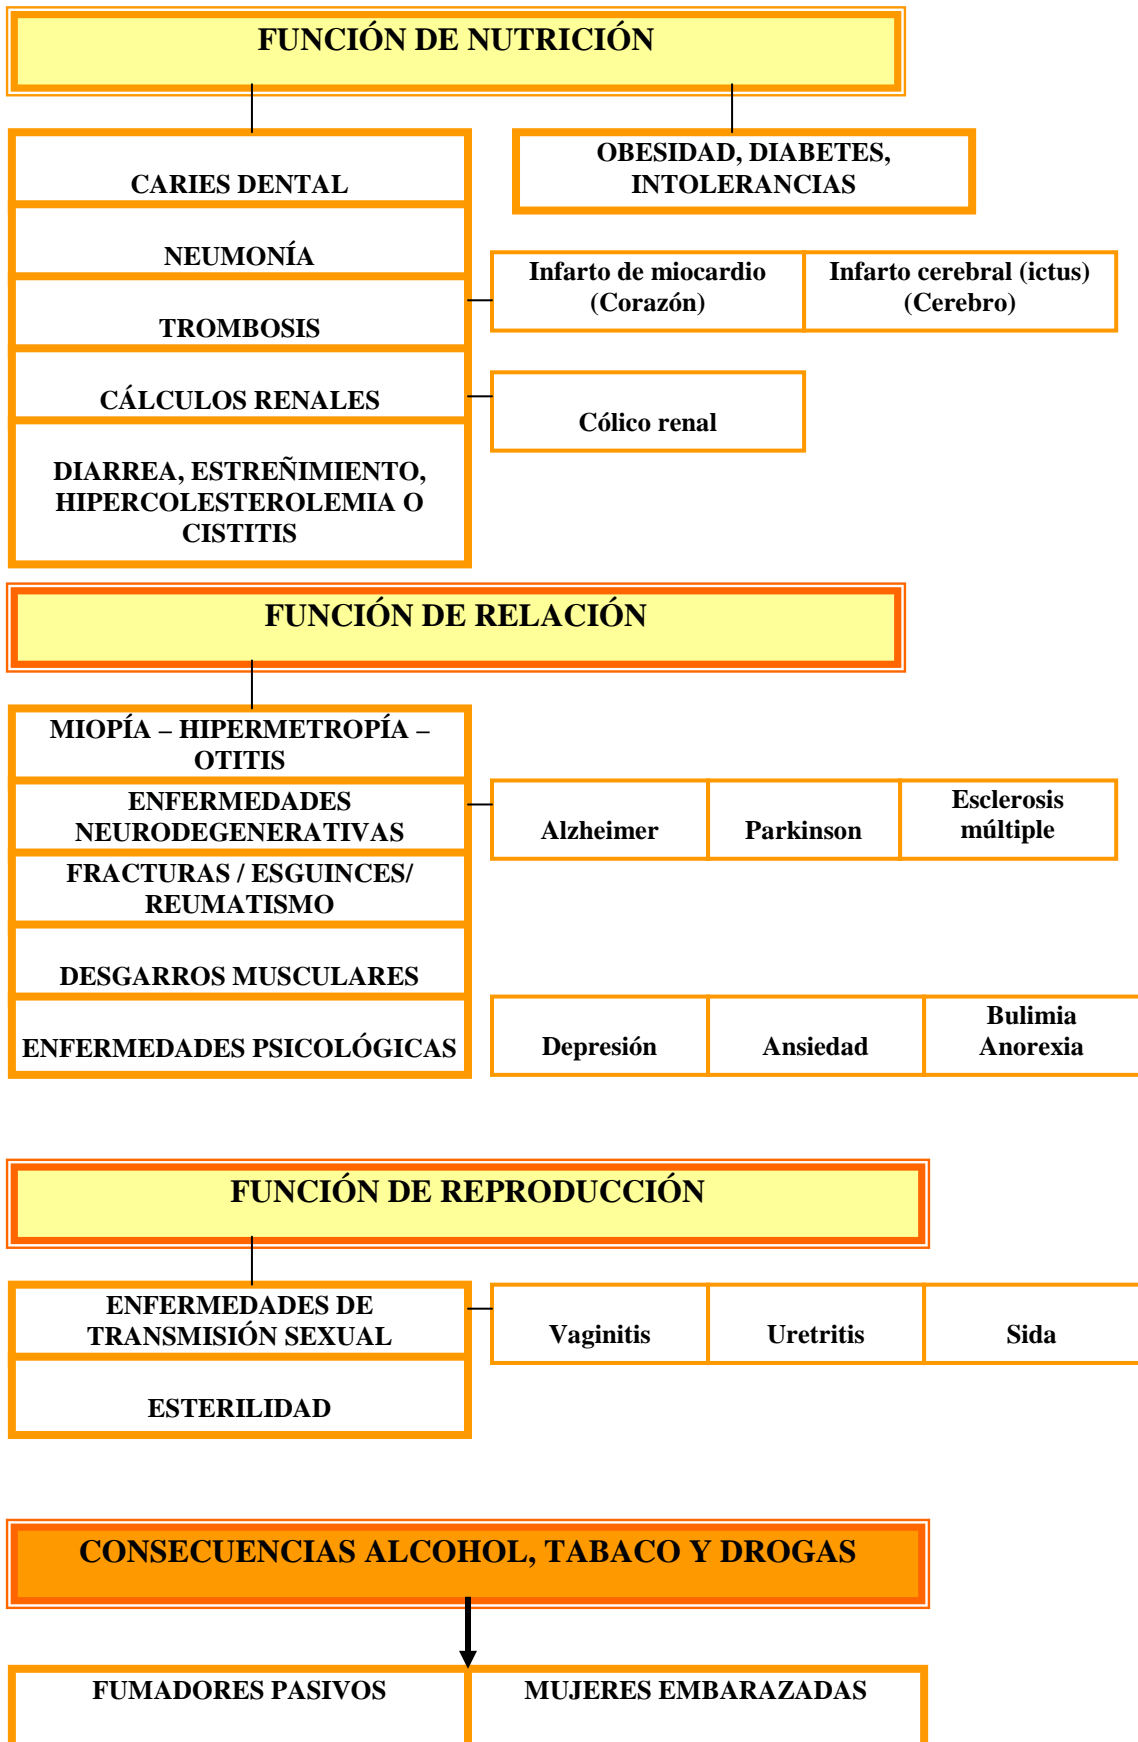 FUNCIÓN DE NUTRICIÓN
CARIES DENTAL
OBESIDAD, DIABETES,
INTOLERANCIAS
NEUMONÍA
TROMBOSIS
Infarto de miocardio
(Corazón)
Infarto cerebral (ictus)
(Cerebro)
CÁLCULOS RENALES
Cólico renal
DIARREA, ESTREÑIMIENTO,
HIPERCOLESTEROLEMIA O
CISTITIS
FUNCIÓN DE RELACIÓN
MIOPÍA – HIPERMETROPÍA –
OTITIS
ENFERMEDADES
NEURODEGENERATIVAS
Alzheimer
Parkinson
Esclerosis
múltiple
FRACTURAS / ESGUINCES/
REUMATISMO
DESGARROS MUSCULARES
ENFERMEDADES PSICOLÓGICAS
Depresión
Ansiedad
Bulimia
Anorexia
FUNCIÓN DE REPRODUCCIÓN
ENFERMEDADES DE
TRANSMISIÓN SEXUAL
Vaginitis
Uretritis
Sida
ESTERILIDAD
CONSECUENCIAS ALCOHOL, TABACO Y DROGAS
FUMADORES PASIVOS
MUJERES EMBARAZADAS